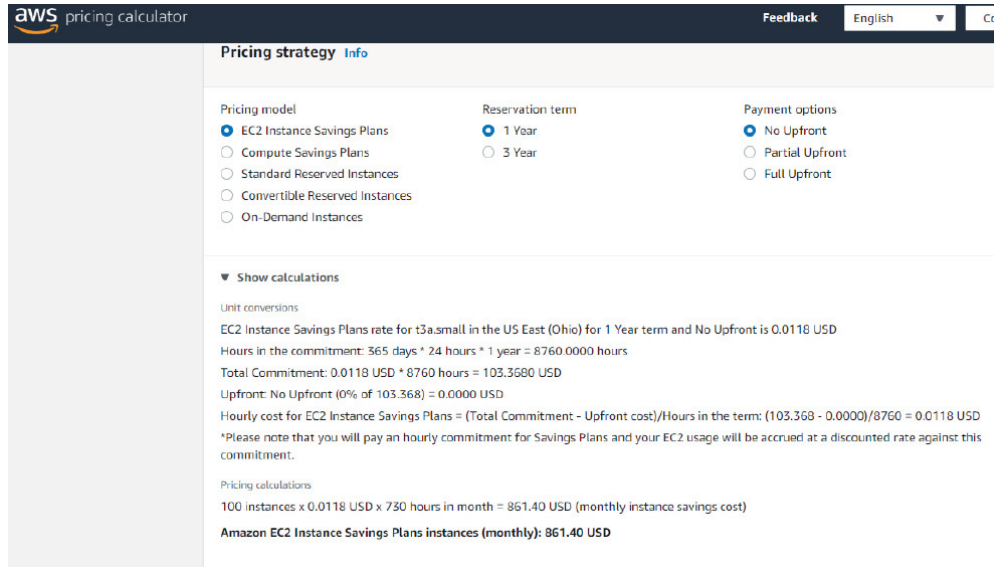 aws pricing calculator
Feedback
English
Pricing strategy Info
Pricing model
EC2 Instance Savings Plans
Compute Savings Plans
Standard Reserved Instances
Convertible Reserved Instances
On-Demand Instances
Reservation term
1 Year
3 Year
Payment options
No Upfront
Partial Upfront
Full Upfront
Show calculations
Unit conversions
EC2 Instance Savings Plans rate for t3a.small in the US East (Ohio) for 1 Year term and No Upfront is 0.0118 USD
Hours in the commitment: 365 days * 24 hours * 1 year = 8760.0000 hours
Total Commitment: 0.0118 USD * 8760 hours = 103.3680 USD
Upfront: No Upfront (0% of 103.368) = 0.0000 USD
Hourly cost for EC2 Instance Savings Plans = (Total Commitment - Upfront cost)/Hours in the term: (103.368 - 0.0000)/8760 = 0.0118 USD
*Please note that you will pay an hourly commitment for Savings Plans and your EC2 usage will be accrued at a discounted rate against this
commitment.
Pricing calculations
100 instances x 0.0118 USD x 730 hours in month = 861.40 USD (monthly instance savings cost)
Amazon EC2 Instance Savings Plans instances (monthly): 861.40 USD